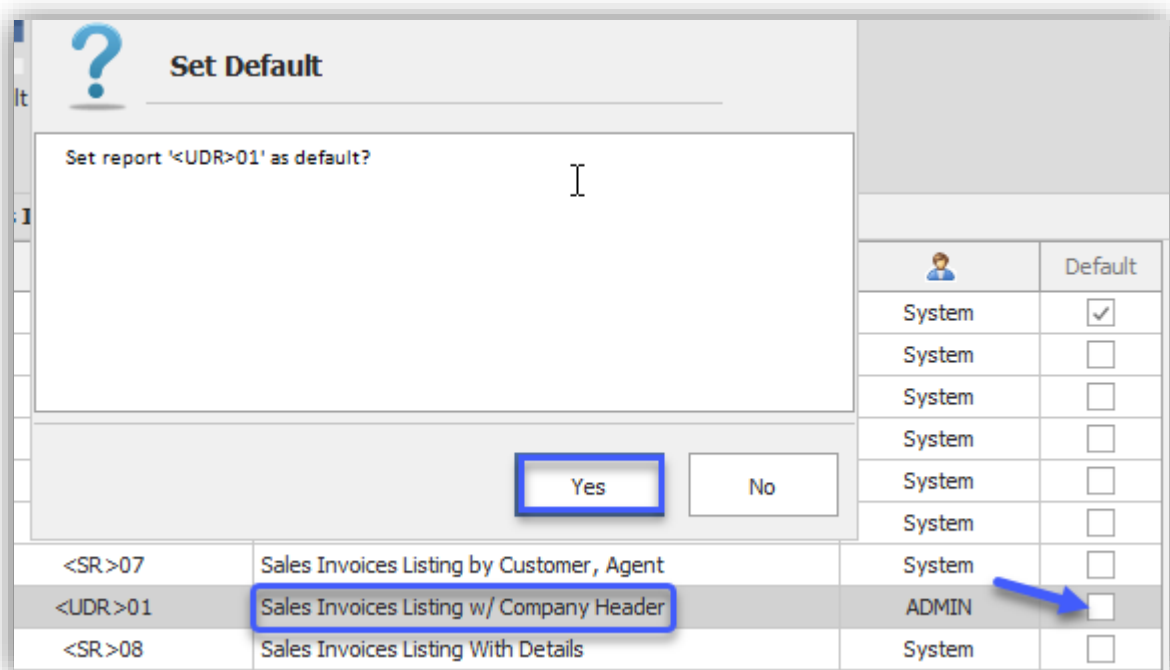 Set Default
lt
Set report '<UDR>01' as default?
Default
System
System
System
System
System
System
Yes No
<SR>07 Sales Invoices Listing by Customer, Agent System
<UDR>01 Sales Invoices Listing w/ Company Header ADMIN
<SR>08 Sales Invoices Listing With Details System